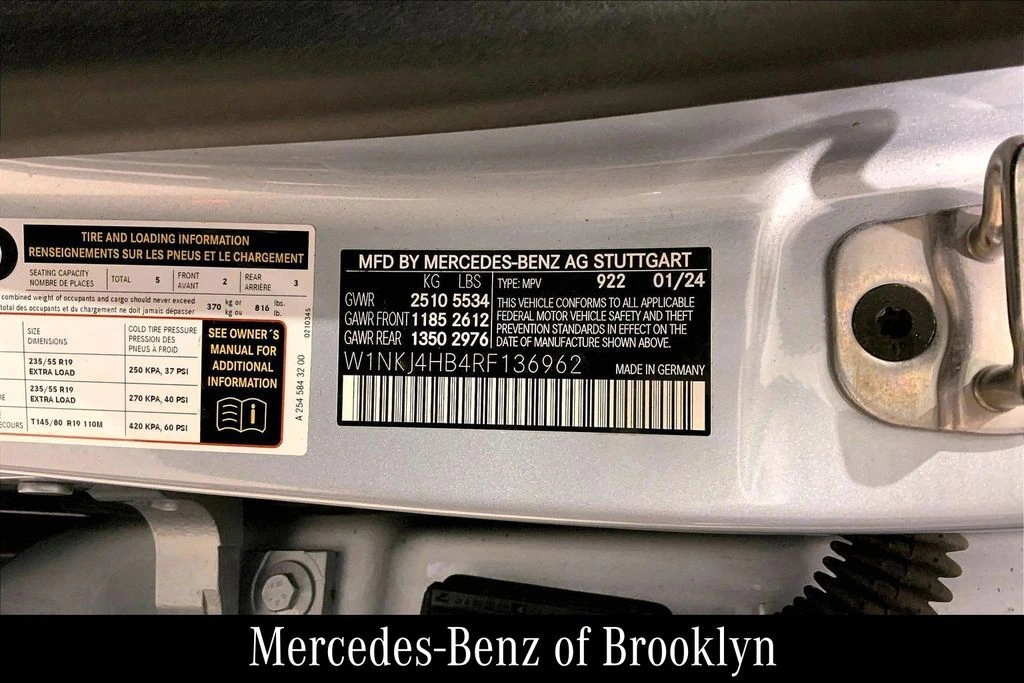 TIRE AND LOADING INFORMATION
RENSEIGNEMENTS SUR LES PNEUS ET LE CHARGEMENT
SEATING CAPACITY
NOMBRE DE PLACES
TOTAL 5
FRONT
AVANT
2
REAR
ARRIÈRE
3
combined weight of occupants and cargo should never exceed
total des occupants et du chargement ne doit jamais dépasser
370 kg or
kg ou
816 lbs.
lb.
SIZE
DIMENSIONS
COLD TIRE PRESSURE
PRESSION DES
PNEUS À FROID
235/55 R19
EXTRA LOAD
250 KPA, 37 PSI
235/55 R19
EXTRA LOAD
270 KPA, 40 PSI
T145/80 R19 110M
420 KPA, 60 PSI
SEE OWNER'S
MANUAL FOR
ADDITIONAL
INFORMATION
i
A 254 584 32 00
0210345
MFD BY MERCEDES-BENZ AG STUTTGART
KG LBS TYPE: MPV 922 01/24
GVWR 2510 5534
GAWR FRONT 1185 2612
GAWR REAR 1350 2976
THIS VEHICLE CONFORMS TO ALL APPLICABLE
FEDERAL MOTOR VEHICLE SAFETY AND THEFT
PREVENTION STANDARDS IN EFFECT ON THE
DATE OF MANUFACTURE SHOWN ABOVE.
W1NKJ4HB4RF136962
MADE IN GERMANY
Mercedes-Benz of Brooklyn